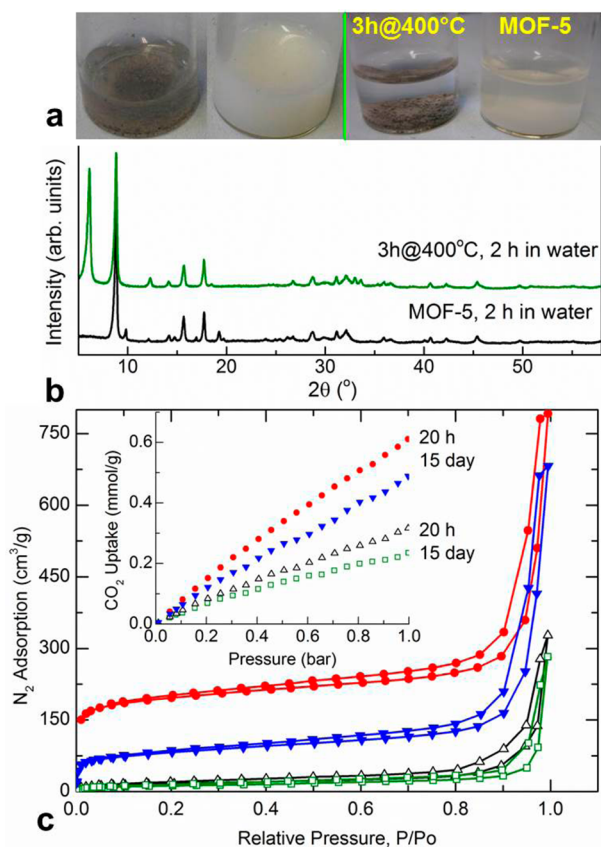 3h@400°C MOF-5
a
Intensity (arb. uinits)
3h@400°C, 2 h in water
MOF-5, 2 h in water
10 20 30 40 50
2θ (°)
b
N2 Adsorption (cm3/g)
750
600
450
300
150
0
CO2 Uptake (mmol/g)
0.6
0.4
0.2
0.0
20 h
15 day
20 h
15 day
0.0 0.2 0.4 0.6 0.8 1.0
Pressure (bar)
0.0 0.2 0.4 0.6 0.8 1.0
c
Relative Pressure, P/Po